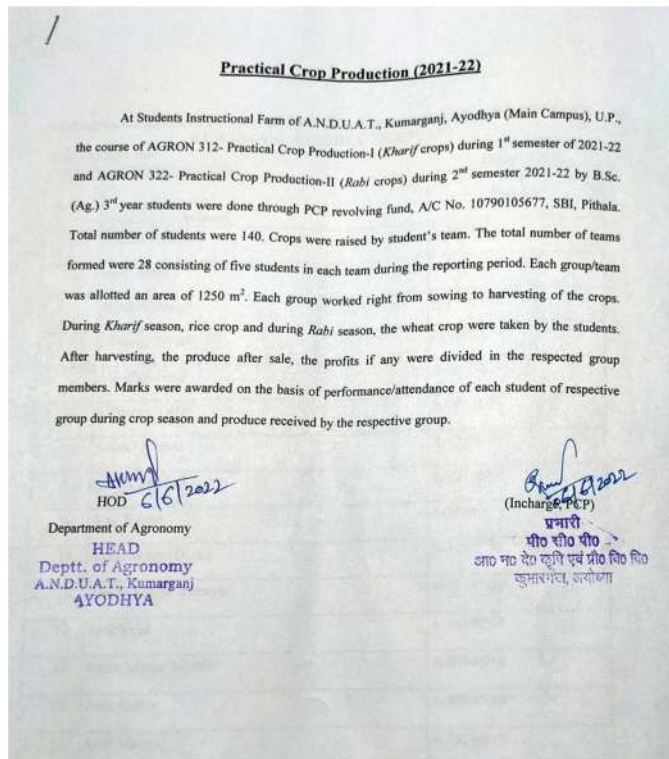 Practical Crop Production (2021-22)
At Students Instructional Farm of A.N.D.U.A.T., Kumarganj, Ayodhya (Main Campus), U.P.,
the course of AGRON 312- Practical Crop Production-I (Kharif crops) during 1st semester of 2021-22
and AGRON 322- Practical Crop Production-II (Rabi crops) during 2nd semester 2021-22 by B.Sc.
(Ag.) 3rd year students were done through PCP revolving fund, A/C No. 10790105677, SBI, Pithala.
Total number of students were 140. Crops were raised by student's team. The total number of teams
formed were 28 consisting of five students in each team during the reporting period. Each group/team
was allotted an area of 1250 m2. Each group worked right from sowing to harvesting of the crops.
During Kharif season, rice crop and during Rabi season, the wheat crop were taken by the students.
After harvesting, the produce after sale, the profits if any were divided in the respected group
members. Marks were awarded on the basis of performance/attendance of each student of respective
group during crop season and produce received by the respective group.
HOD 6/6/2022
Department of Agronomy
HEAD
Deptt. of Agronomy
A.N.D.U.A.T., Kumarganj
AYODHYA
6/6/2022
(Incharge, PCP)
प्रभारी
पी० सी० पी०
आ० न० दे० कृषि एवं प्रौ० वि० वि०
कुमारगंज, अयोध्या